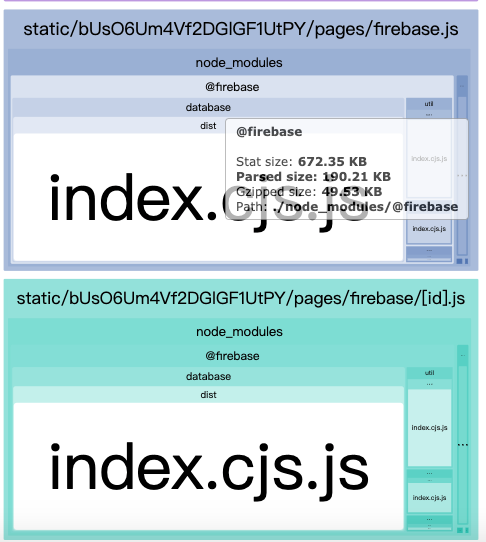 static/bUsO6Um4Vf2DGlGF1UtPY/pages/firebase.js
node_modules
@firebase
database
util
...
dist
@firebase
index.cjs.js
Stat size: 672.35 KB
Parsed size: 190.21 KB
Gzipped size: 49.53 KB
Path: ./node_modules/@firebase
index.cjs.js
index.cjs.js
static/bUsO6Um4Vf2DGlGF1UtPY/pages/firebase/[id].js
node_modules
@firebase
database
util
...
dist
index.cjs.js
index.cjs.js
...
index.cjs.js